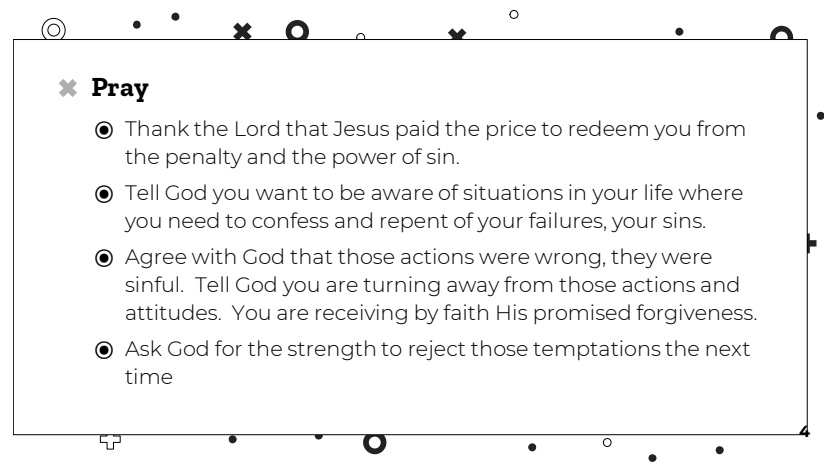 Pray
Thank the Lord that Jesus paid the price to redeem you from
the penalty and the power of sin.
Tell God you want to be aware of situations in your life where
you need to confess and repent of your failures, your sins.
Agree with God that those actions were wrong, they were
sinful.  Tell God you are turning away from those actions and
attitudes.  You are receiving by faith His promised forgiveness.
Ask God for the strength to reject those temptations the next
time
4